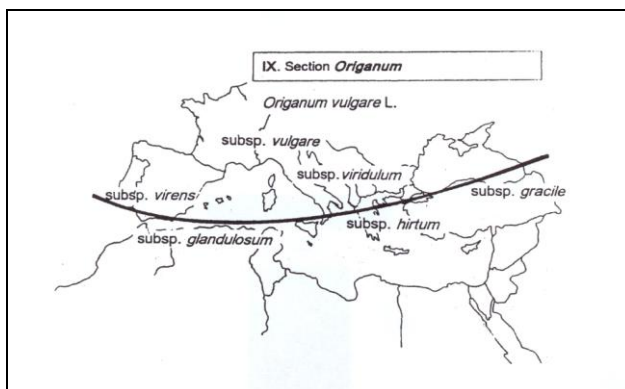 IX. Section Origanum
Origanum vulgare L.
subsp. vulgare
subsp. viridulum
subsp. virens
subsp. gracile
subsp. hirtum
subsp. glandulosum